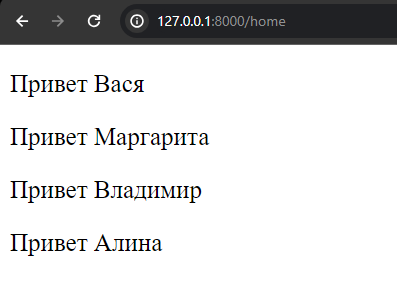 127.0.0.1:8000/home
Привет Вася
Привет Маргарита
Привет Владимир
Привет Алина